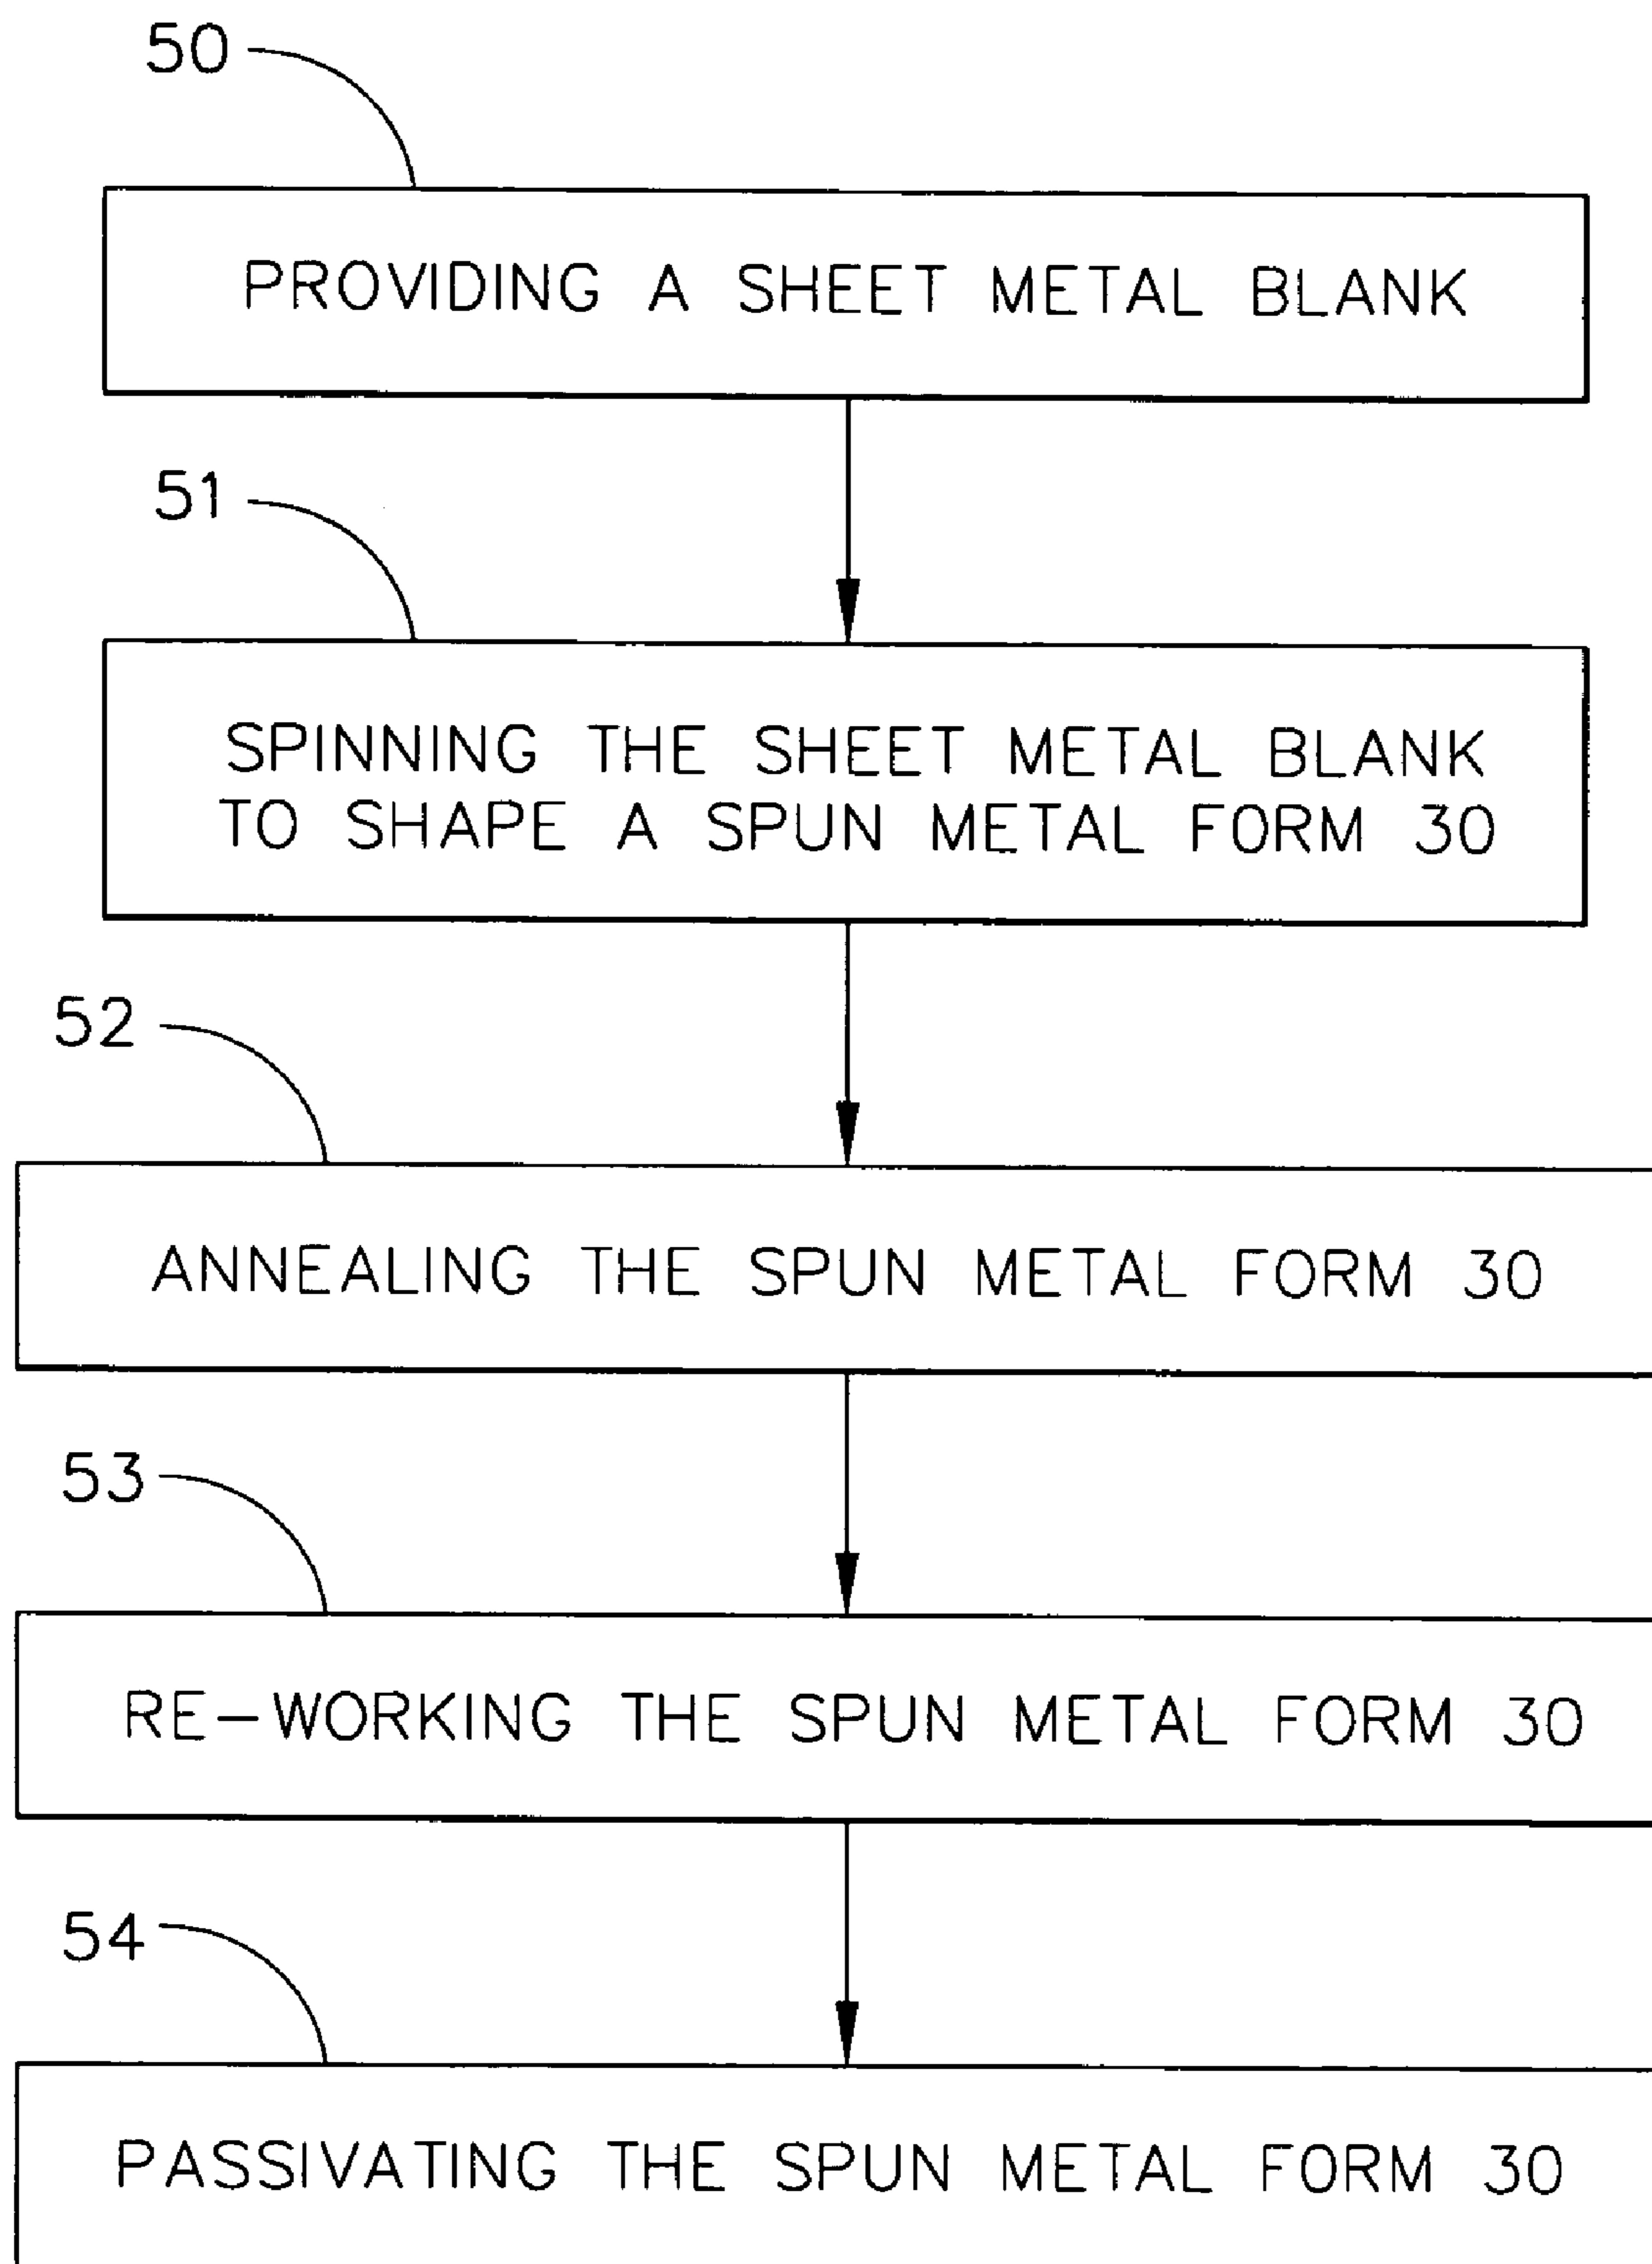 50
PROVIDING A SHEET METAL BLANK
51
SPINNING THE SHEET METAL BLANK
TO SHAPE A SPUN METAL FORM 30
52
ANNEALING THE SPUN METAL FORM 30
53
RE-WORKING THE SPUN METAL FORM 30
54
PASSIVATING THE SPUN METAL FORM 30